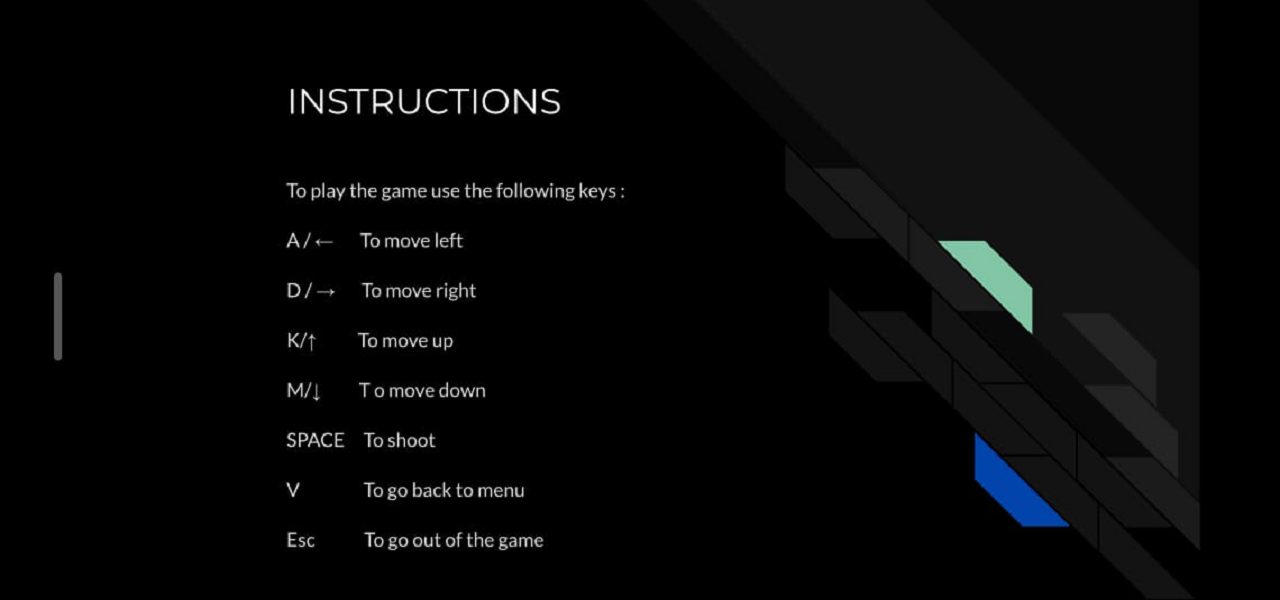 INSTRUCTIONS
To play the game use the following keys :
A / ← To move left
D / → To move right
K/↑ To move up
M/↓ T o move down
SPACE To shoot
V To go back to menu
Esc To go out of the game